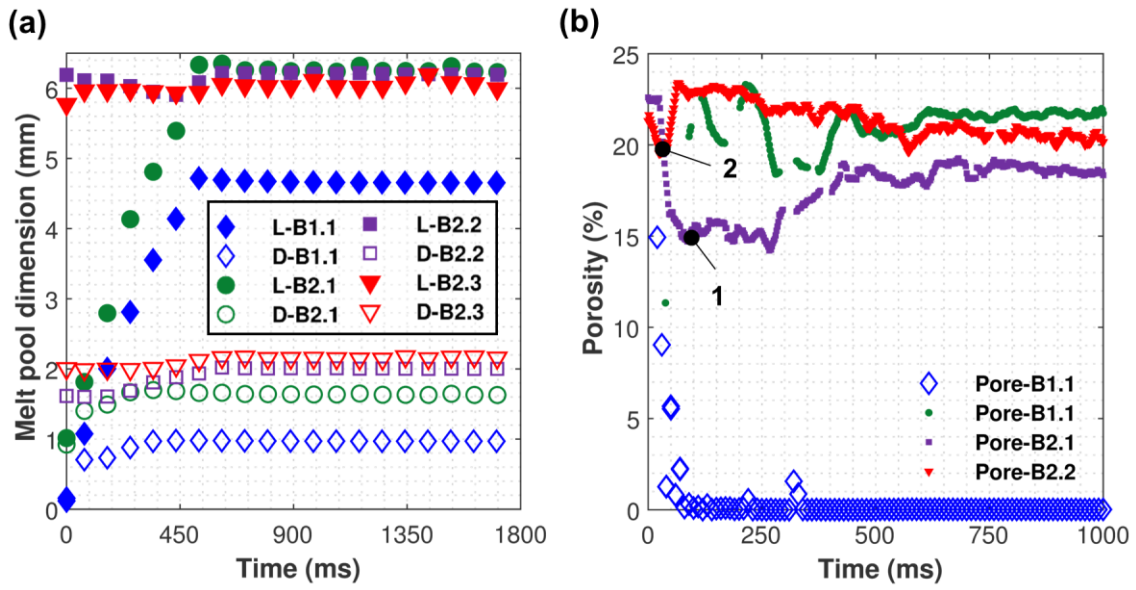 (a)
Melt pool dimension (mm)
6
5
4
3
2
1
0
L-B1.1
D-B1.1
L-B2.1
D-B2.1
L-B2.2
D-B2.2
L-B2.3
D-B2.3
0 450 900 1350 1800
Time (ms)
(b)
Porosity (%)
25
20
15
10
5
0
2
1
Pore-B1.1
Pore-B1.1
Pore-B2.1
Pore-B2.2
0 250 500 750 1000
Time (ms)